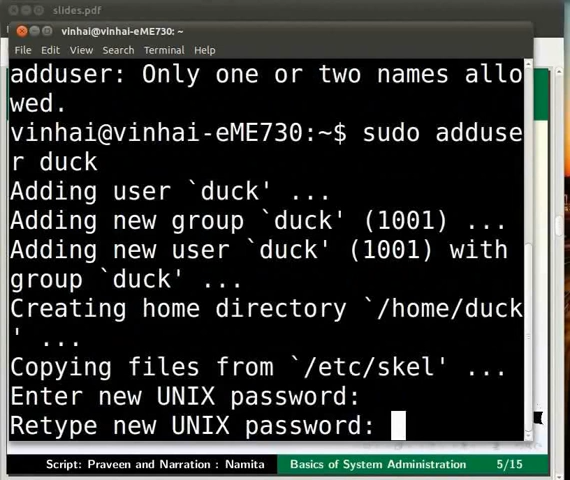 slides.pdf
vinhai@vinhai-eME730: ~
File Edit View Search Terminal Help
adduser: Only one or two names allo
wed.
vinhai@vinhai-eME730:~$ sudo adduse
r duck
Adding user `duck' ...
Adding new group `duck' (1001) ...
Adding new user `duck' (1001) with
group `duck' ...
Creating home directory `/home/duck
' ...
Copying files from `/etc/skel' ...
Enter new UNIX password:
Retype new UNIX password:
Script: Praveen and Narration : Namita Basics of System Administration 5/15